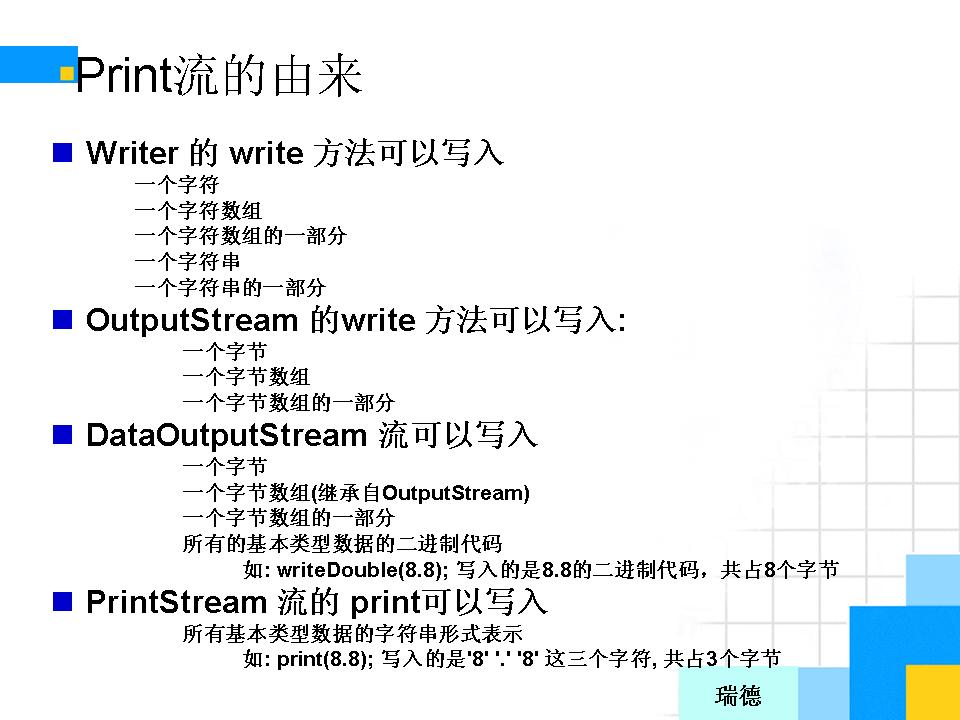 Print流的由来
Writer 的 write 方法可以写入
一个字符
一个字符数组
一个字符数组的一部分
一个字符串
一个字符串的一部分
OutputStream 的write 方法可以写入:
一个字节
一个字节数组
一个字节数组的一部分
DataOutputStream 流可以写入
一个字节
一个字节数组(继承自OutputStream)
一个字节数组的一部分
所有的基本类型数据的二进制代码
如: writeDouble(8.8); 写入的是8.8的二进制代码，共占8个字节
PrintStream 流的 print可以写入
所有基本类型数据的字符串形式表示
如: print(8.8); 写入的是'8' '.' '8' 这三个字符, 共占3个字节
瑞德